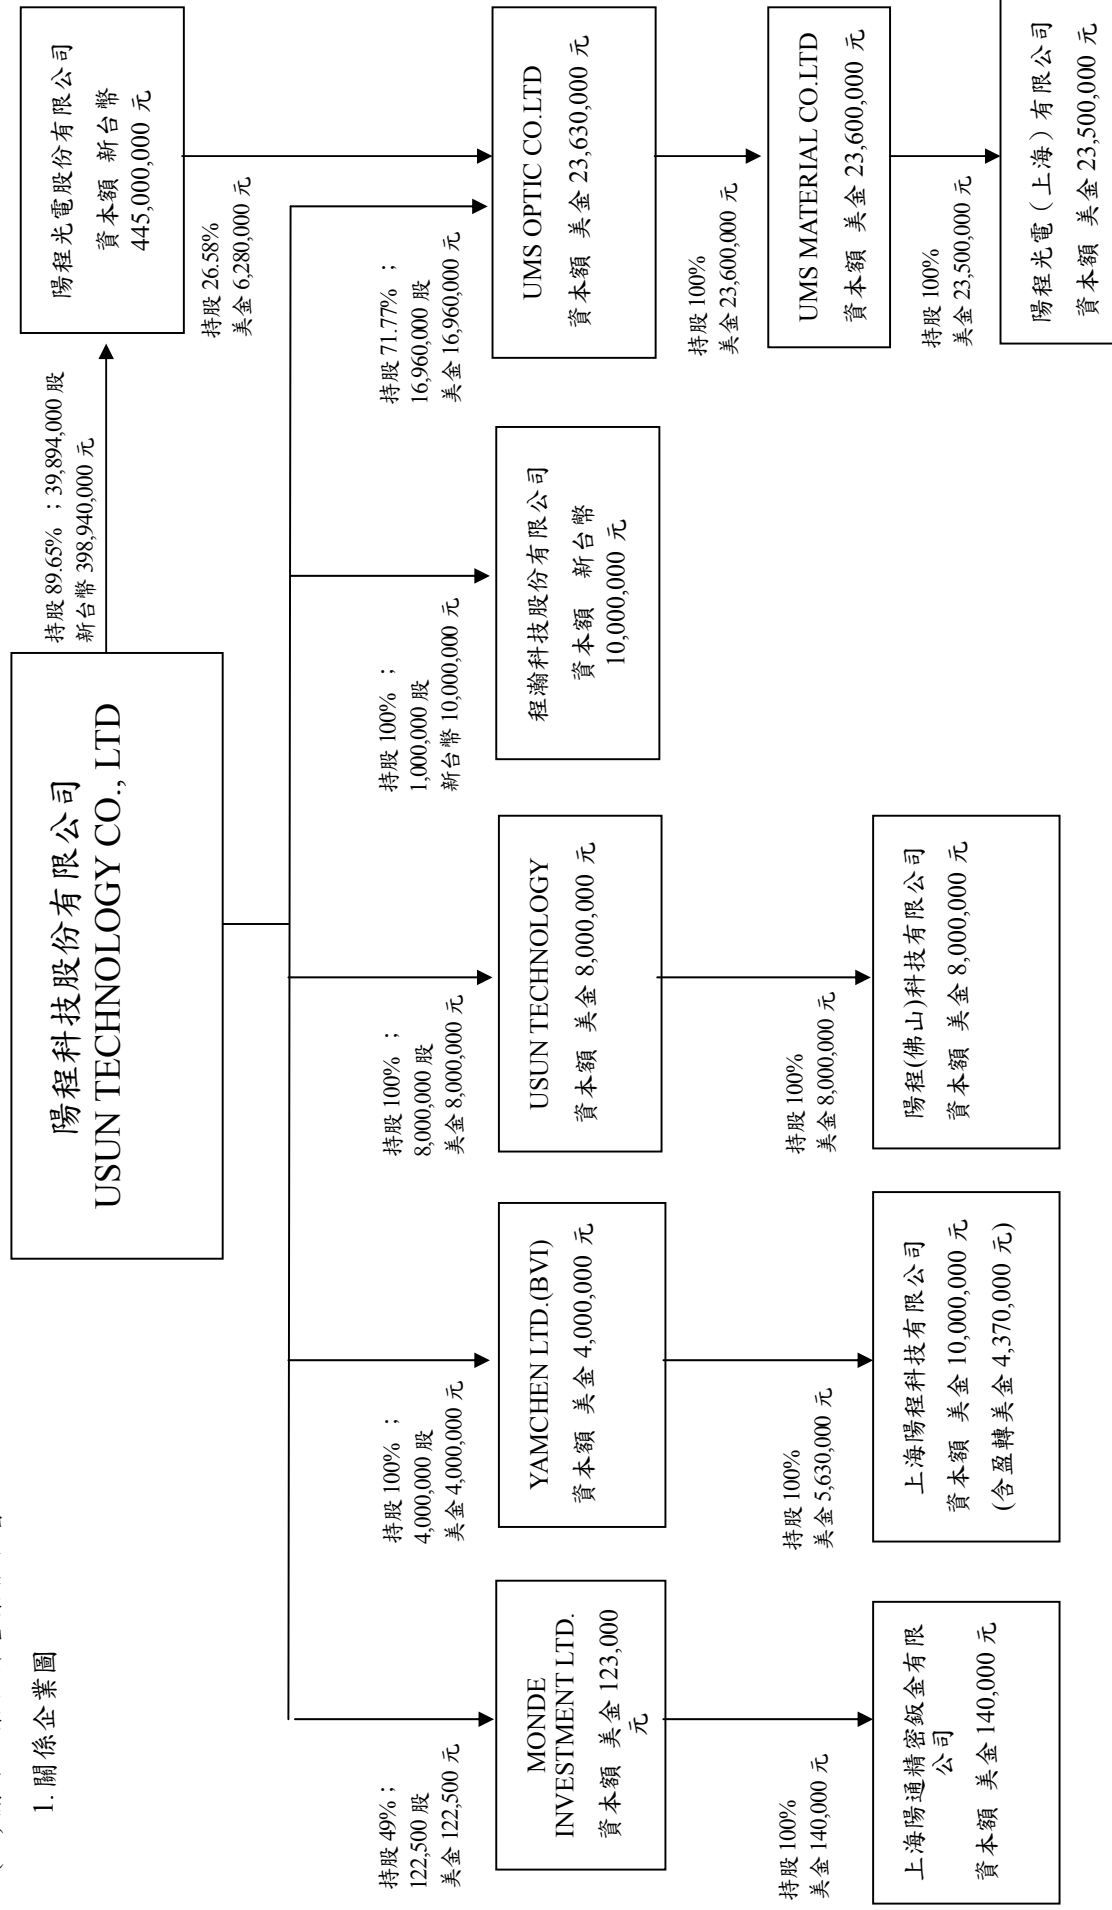 1. 關係企業圖
陽程科技股份有限公司
USUN TECHNOLOGY CO., LTD
持股 89.65% ；39,894,000 股
新台幣 398,940,000 元
陽程光電股份有限公司
資本額 新台幣
445,000,000 元
持股 49%；
122,500 股
美金 122,500 元
持股 100% ；
4,000,000 股
美金 4,000,000 元
持股 100% ；
8,000,000 股
美金 8,000,000 元
持股 100% ；
1,000,000 股
新台幣 10,000,000 元
持股 71.77% ；
16,960,000 股
美金 16,960,000 元
持股 26.58%
美金 6,280,000 元
MONDE
INVESTMENT LTD.
資本額 美金 123,000
元
YAMCHEN LTD.(BVI)
資本額 美金 4,000,000 元
USUN TECHNOLOGY
資本額 美金 8,000,000 元
程瀚科技股份有限公司
資本額 新台幣
10,000,000 元
UMS OPTIC CO.LTD
資本額 美金 23,630,000 元
持股 100%
美金 140,000 元
持股 100%
美金 5,630,000 元
持股 100%
美金 8,000,000 元
持股 100%
美金 23,600,000 元
UMS MATERIAL CO.LTD
資本額 美金 23,600,000 元
上海陽通精密鈑金有限
公司
資本額 美金 140,000 元
上海陽程科技有限公司
資本額 美金 10,000,000 元
(含盈轉美金 4,370,000 元)
陽程(佛山)科技有限公司
資本額 美金 8,000,000 元
持股 100%
美金 23,500,000 元
陽程光電（上海）有限公司
資本額 美金 23,500,000 元